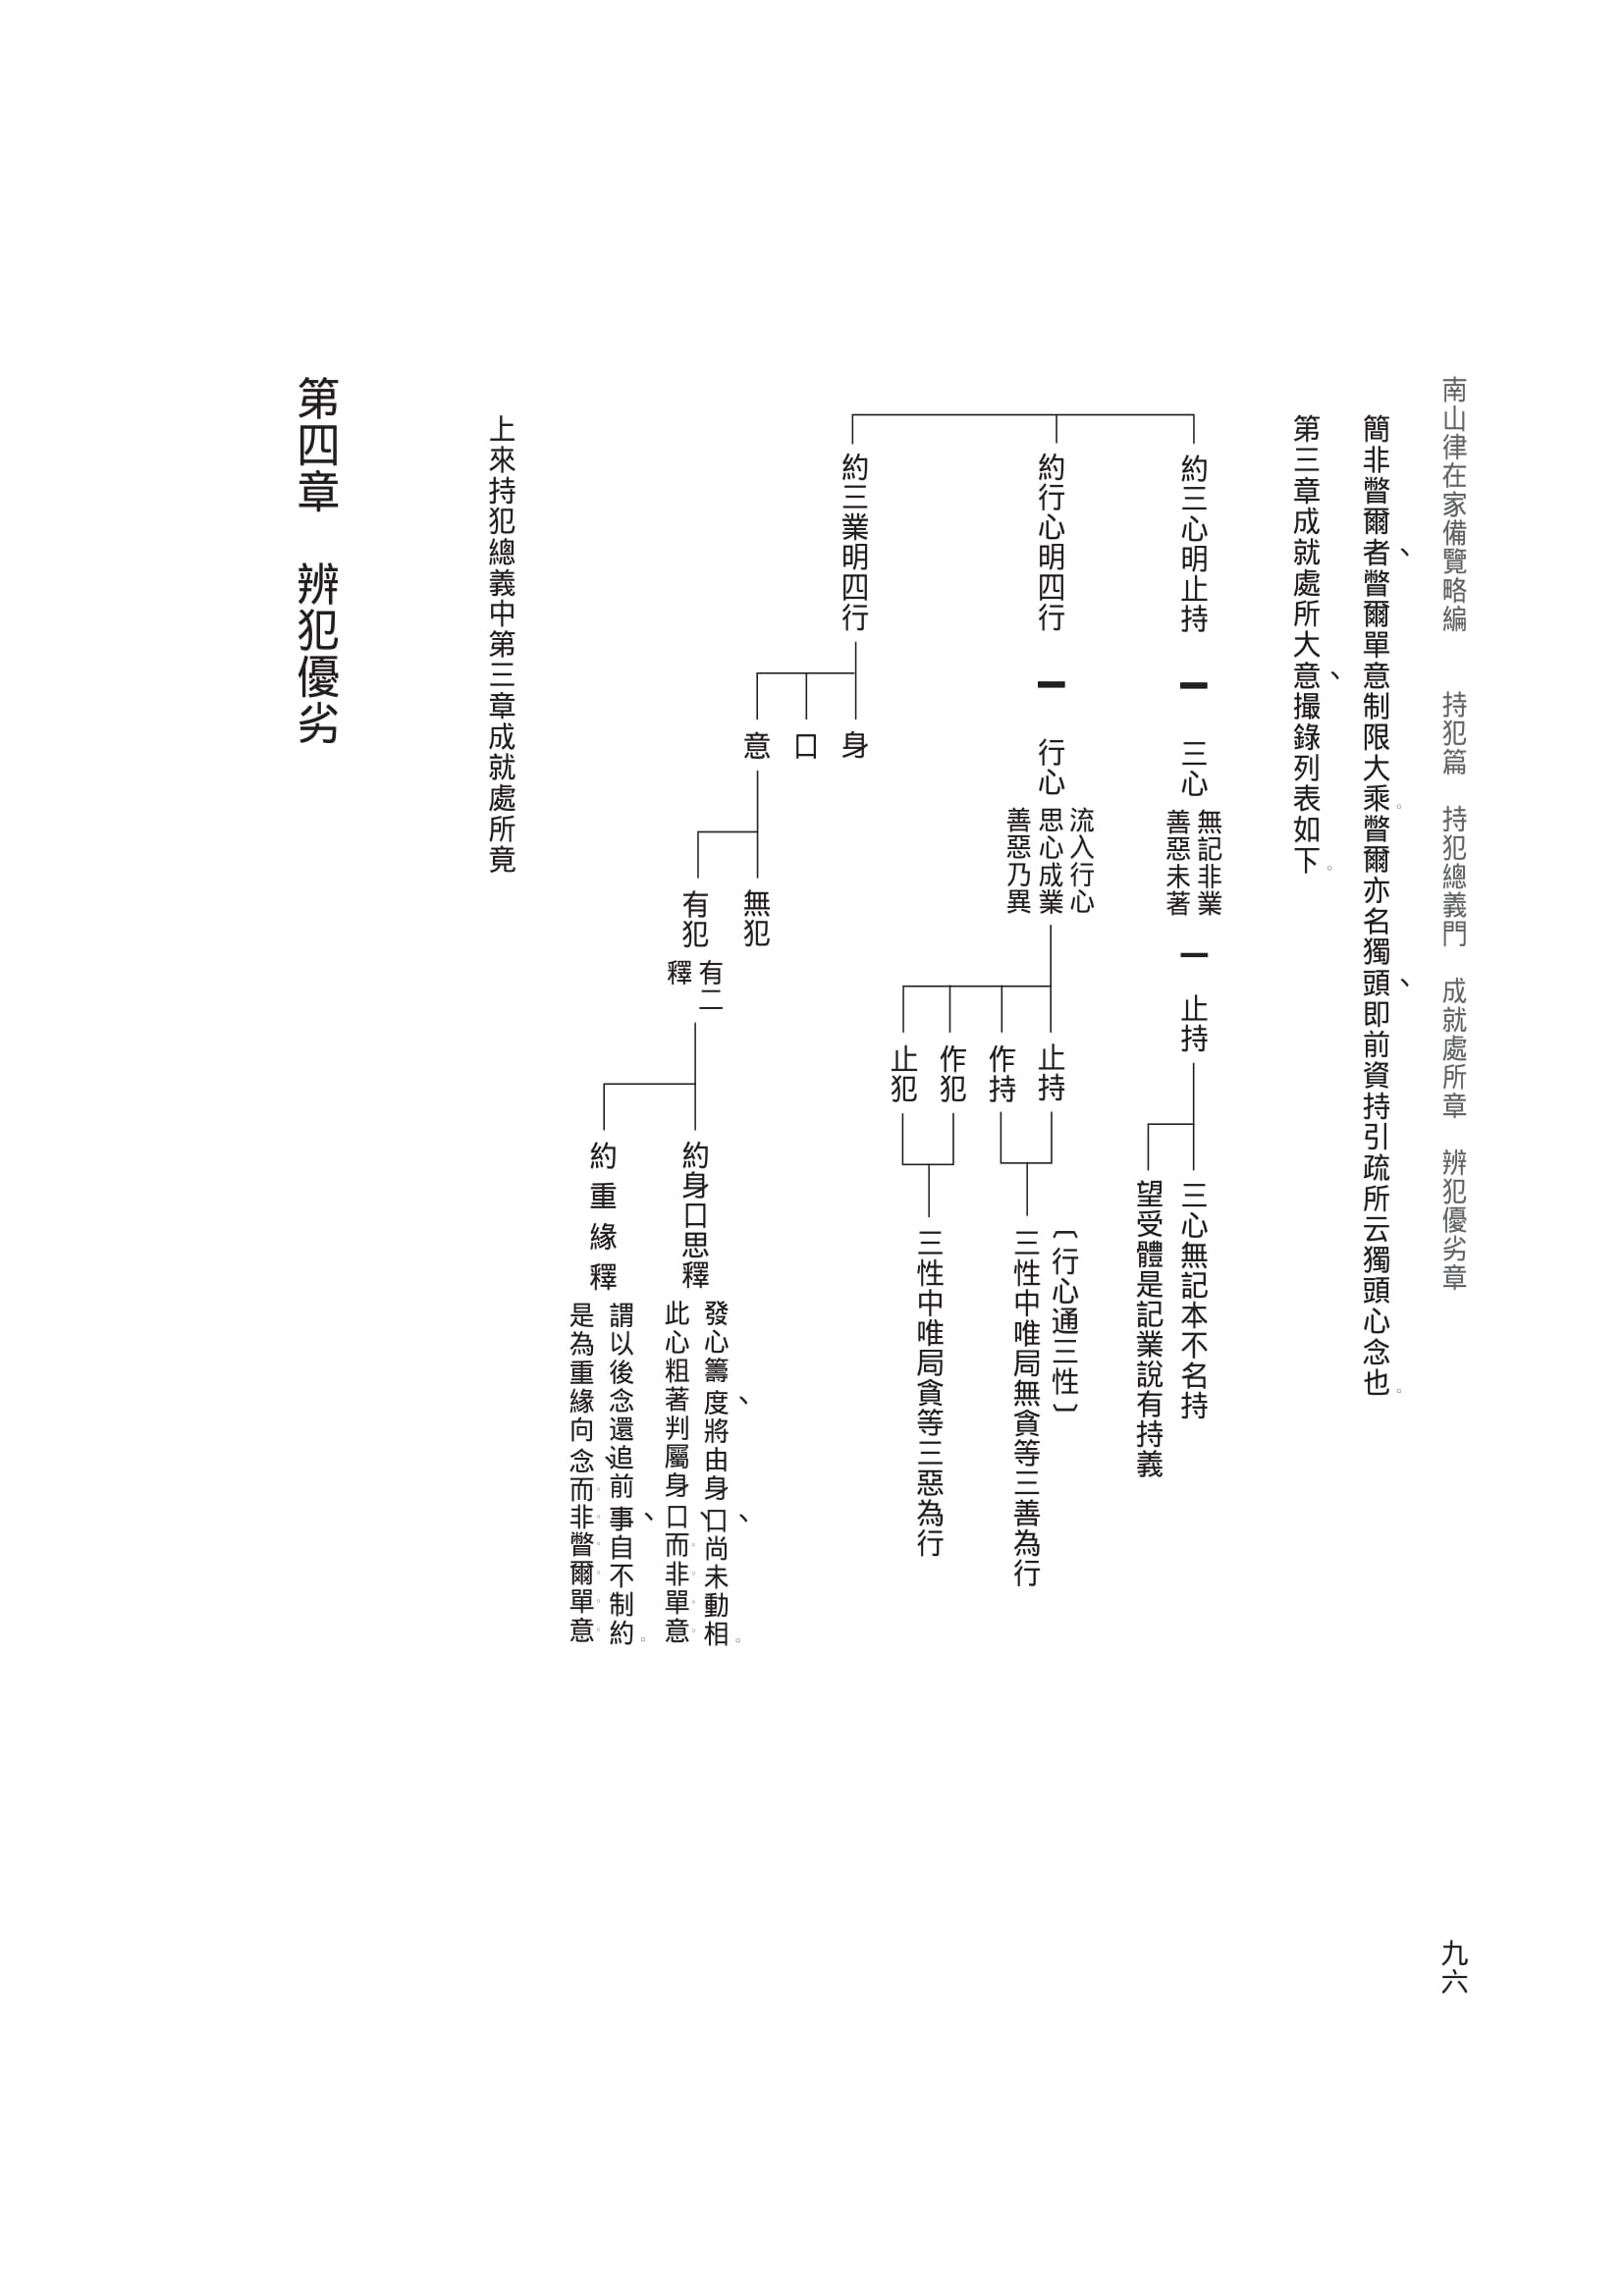 南山律在家備覽略編　持犯篇　持犯總義門　成就處所章　辨犯優劣章
九六
簡非瞥爾者、瞥爾單意制限大乘。瞥爾亦名獨頭、即前資持引疏所云獨頭心念也。
第三章成就處所大意、撮錄列表如下。
約三心明止持
三心
無記非業
善惡未著
止持
三心無記本不名持
望受體是記業說有持義
約行心明四行
行心
流入行心
思心成業
善惡乃異
止持
作持
〔行心通三性〕
三性中唯局無貪等三善為行
作犯
止犯
三性中唯局貪等三惡為行
約三業明四行
身
口
意
無犯
有犯
有二
釋
約身口思釋
發心籌度、將由身口、尚未動相。
此心粗著判屬身口、而。非。單。意。
約重緣釋
謂以後念還追前事、自不制約。
是為重緣向念、而。非。瞥。爾。單。意。
上來持犯總義中第三章成就處所竟
第四章　辨犯優劣